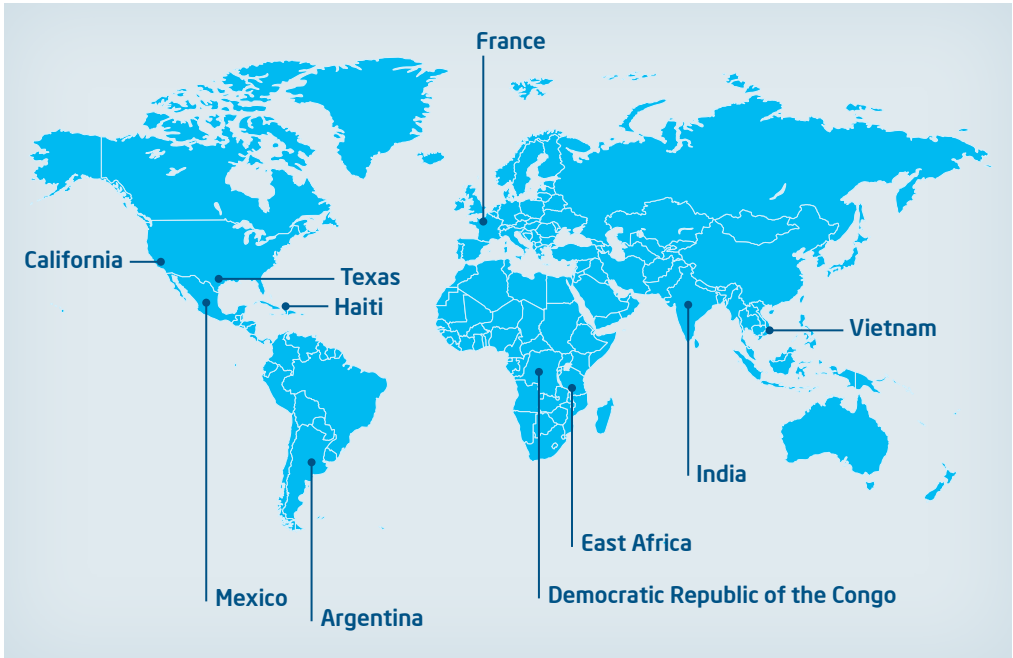 France
California
Texas
Haiti
Vietnam
India
East Africa
Democratic Republic of the Congo
Mexico
Argentina